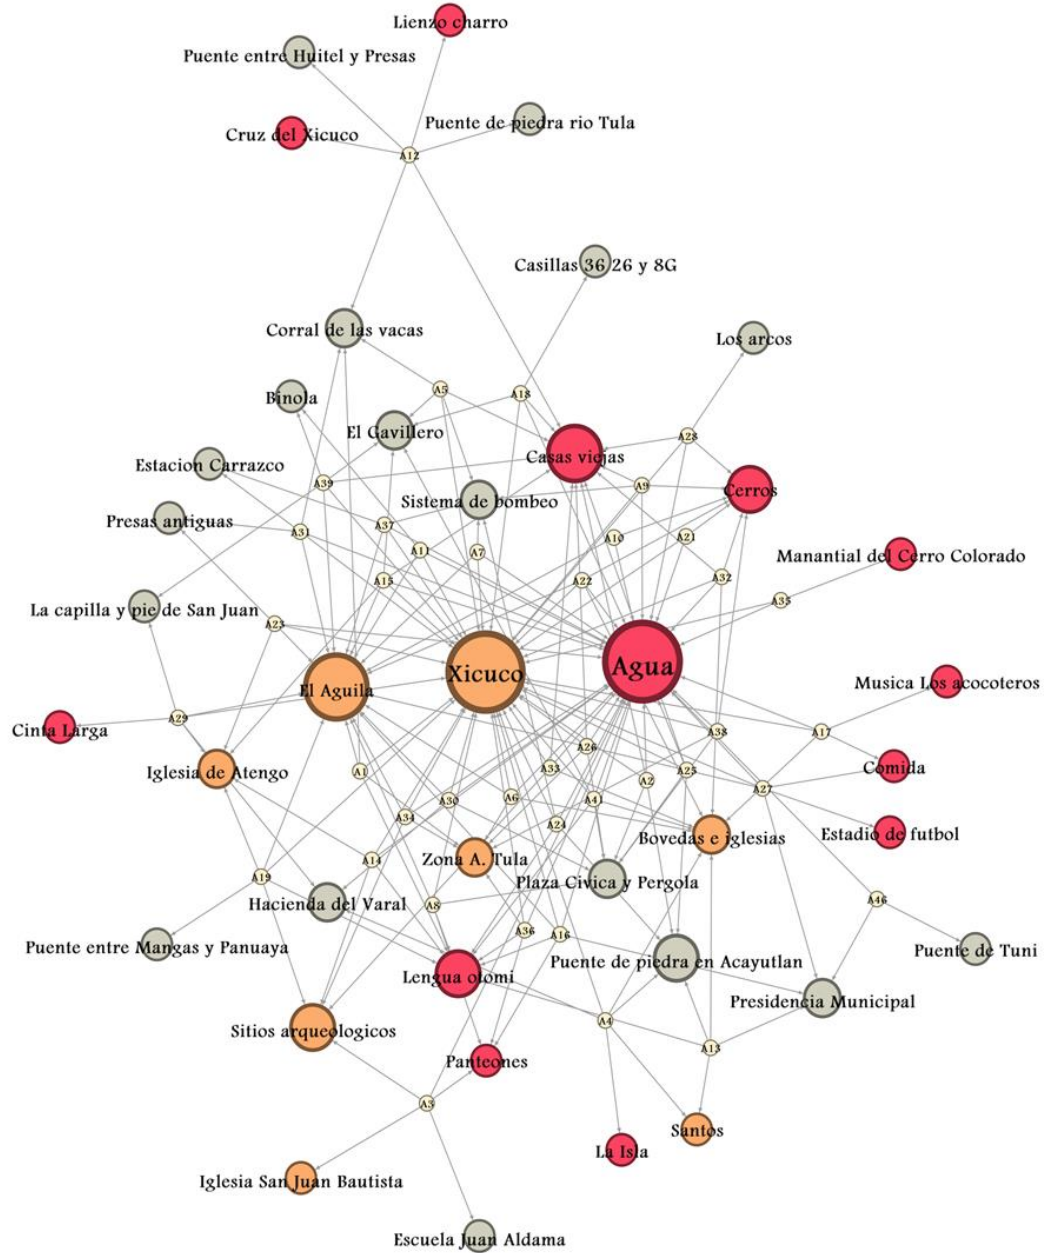 Lienzo charro
Puente entre Huitel y Presas
Puente de piedra rio Tula
Cruz del Xicuco
A12
Casillas 36 26 y 8G
Corral de las vacas
Los arcos
A5
A18
Binola
El Gavillero
A28
Casas viejas
Estacion Carrazco
A39
A9
Cerros
Sistema de bombeo
Presas antiguas
A37
A31
A10
A21
A11
A7
Manantial del Cerro Colorado
A15
A22
A32
A35
La capilla y pie de San Juan
A23
Xicuco
Agua
El Aguila
Musica Los acocoteros
A29
Cinta Larga
A38
A17
A26
Iglesia de Atengo
A1
A33
A25
Comida
A2
A27
A30
A6
A41
A34
A24
Bovedas e iglesias
Estadio de futbol
A14
Zona A. Tula
A19
Plaza Civica y Pergola
Hacienda del Varal
A8
A46
Puente entre Mangas y Panuaya
A36
A16
Puente de Tuni
Lengua otomi
Puente de piedra en Acayutlan
Presidencia Municipal
Sitios arqueologicos
A4
A13
Panteones
A3
Santos
La Isla
Iglesia San Juan Bautista
Escuela Juan Aldama